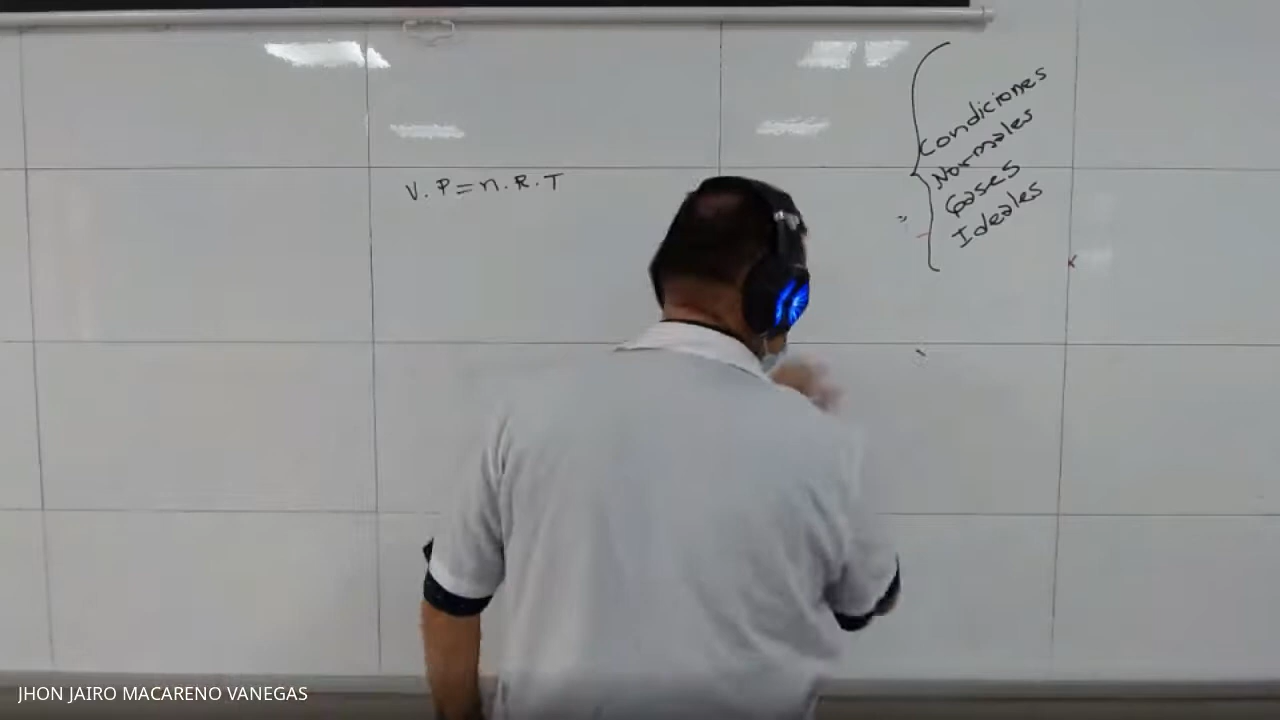 V.P=n.R.T
Condiciones
Normales
Gases
Ideales
JHON JAIRO MACARENO VANEGAS